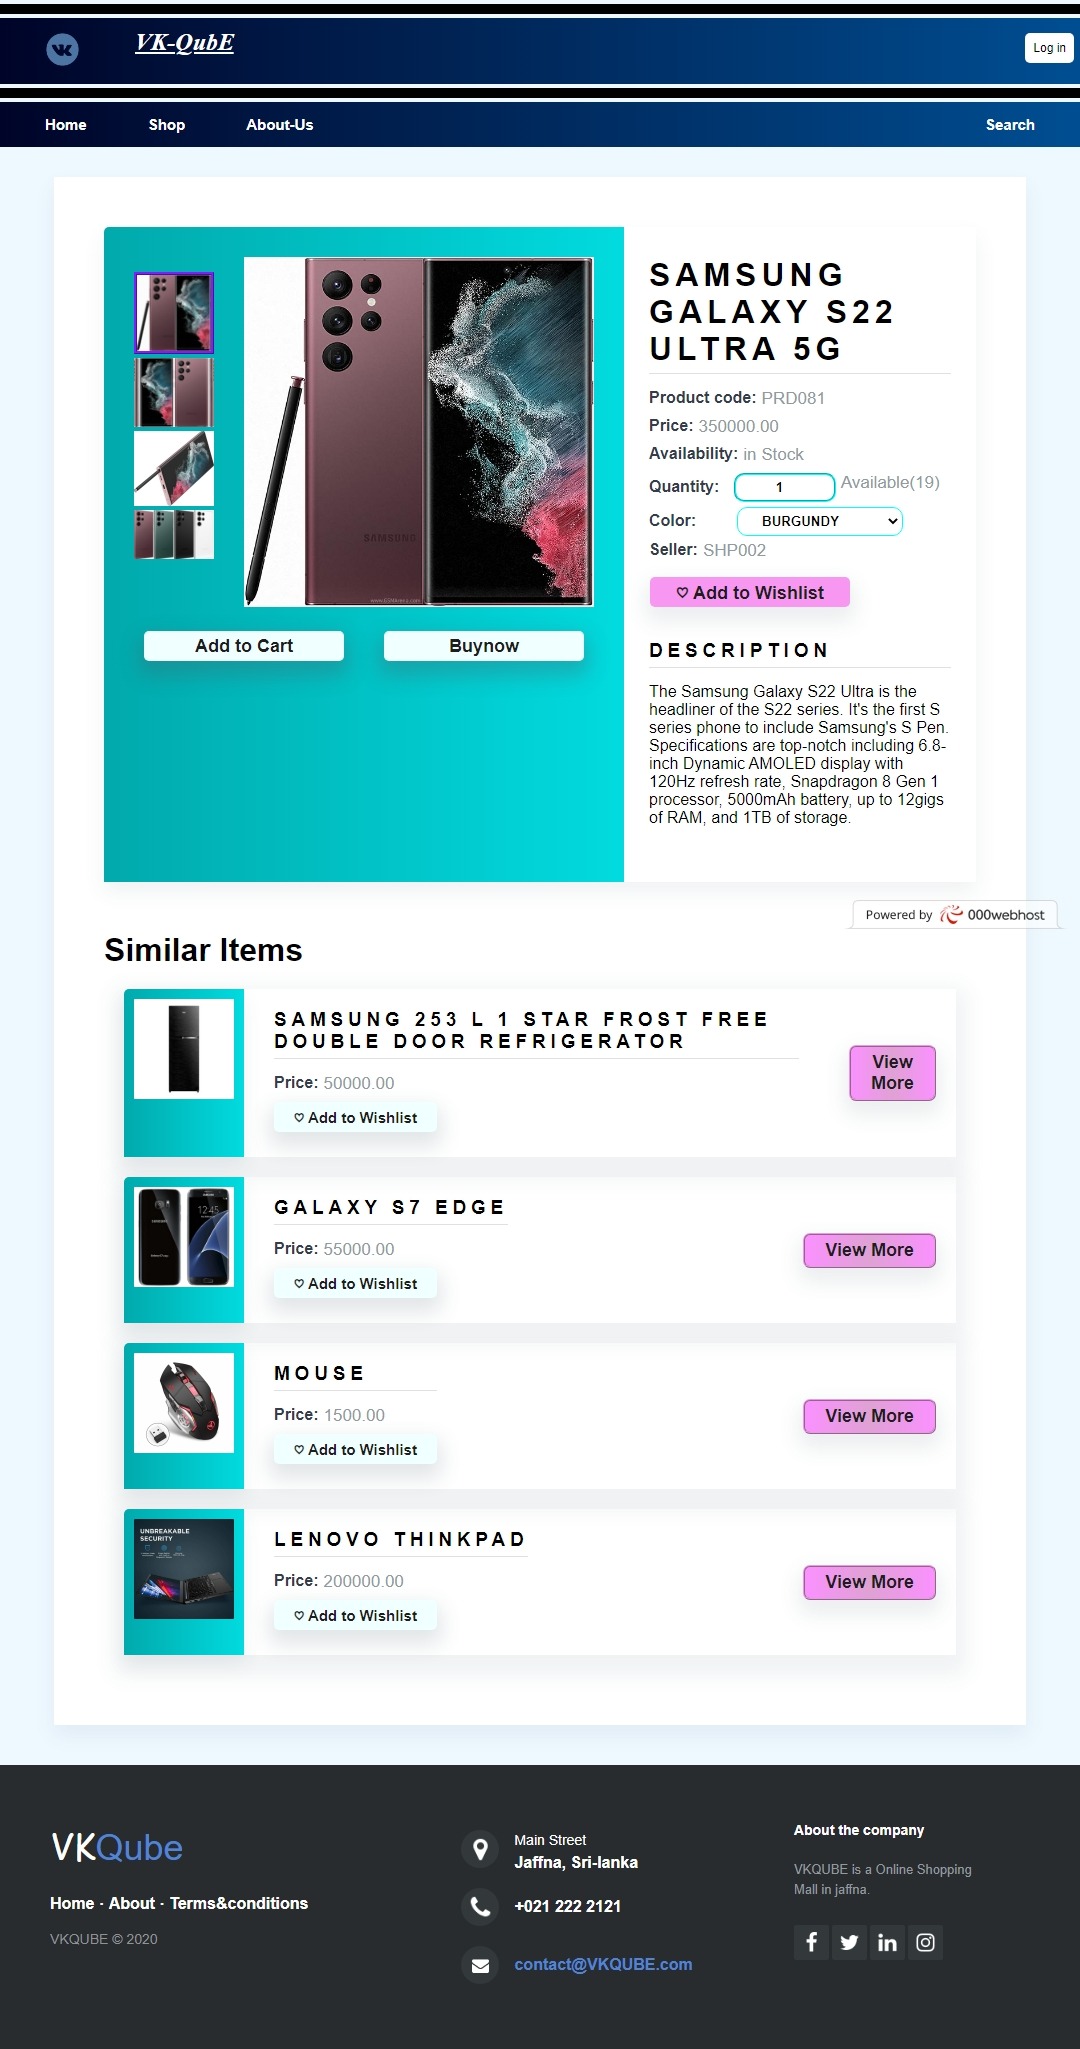 VK-QubE
Log in
Home
Shop
About-Us
Search
SAMSUNG
GALAXY S22
ULTRA 5G
Product code: PRD081
Price: 350000.00
Availability: in Stock
Quantity: 1 Available(19)
Color: BURGUNDY
Seller: SHP002
♡ Add to Wishlist
SAMSUNG
Add to Cart
Buynow
DESCRIPTION
The Samsung Galaxy S22 Ultra is the
headliner of the S22 series. It's the first S
series phone to include Samsung's S Pen.
Specifications are top-notch including 6.8-
inch Dynamic AMOLED display with
120Hz refresh rate, Snapdragon 8 Gen 1
processor, 5000mAh battery, up to 12gigs
of RAM, and 1TB of storage.
Powered by 000webhost
Similar Items
SAMSUNG 253 L 1 STAR FROST FREE
DOUBLE DOOR REFRIGERATOR
Price: 50000.00
♡ Add to Wishlist
View
More
GALAXY S7 EDGE
12:45
Price: 55000.00
♡ Add to Wishlist
View More
MOUSE
Price: 1500.00
♡ Add to Wishlist
View More
UNBREAKABLE
SECURITY
LENOVO THINKPAD
Price: 200000.00
♡ Add to Wishlist
View More
VKQube
Home · About · Terms&conditions
VKQUBE © 2020
Main Street
Jaffna, Sri-lanka
+021 222 2121
contact@VKQUBE.com
About the company
VKQUBE is a Online Shopping
Mall in jaffna.